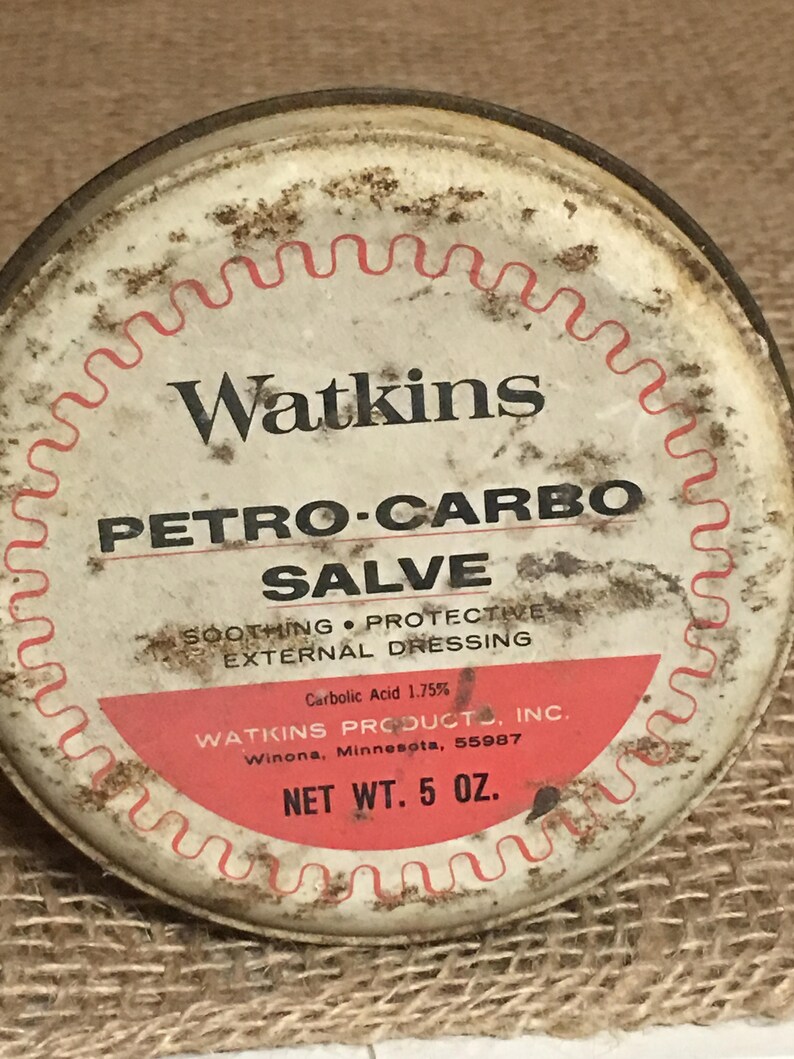 Watkins
PETRO-CARBO
SALVE
SOOTHING • PROTECTIVE
EXTERNAL DRESSING
Carbolic Acid 1.75%
WATKINS PRODUCTS, INC.
Winona, Minnesota, 55987
NET WT. 5 OZ.